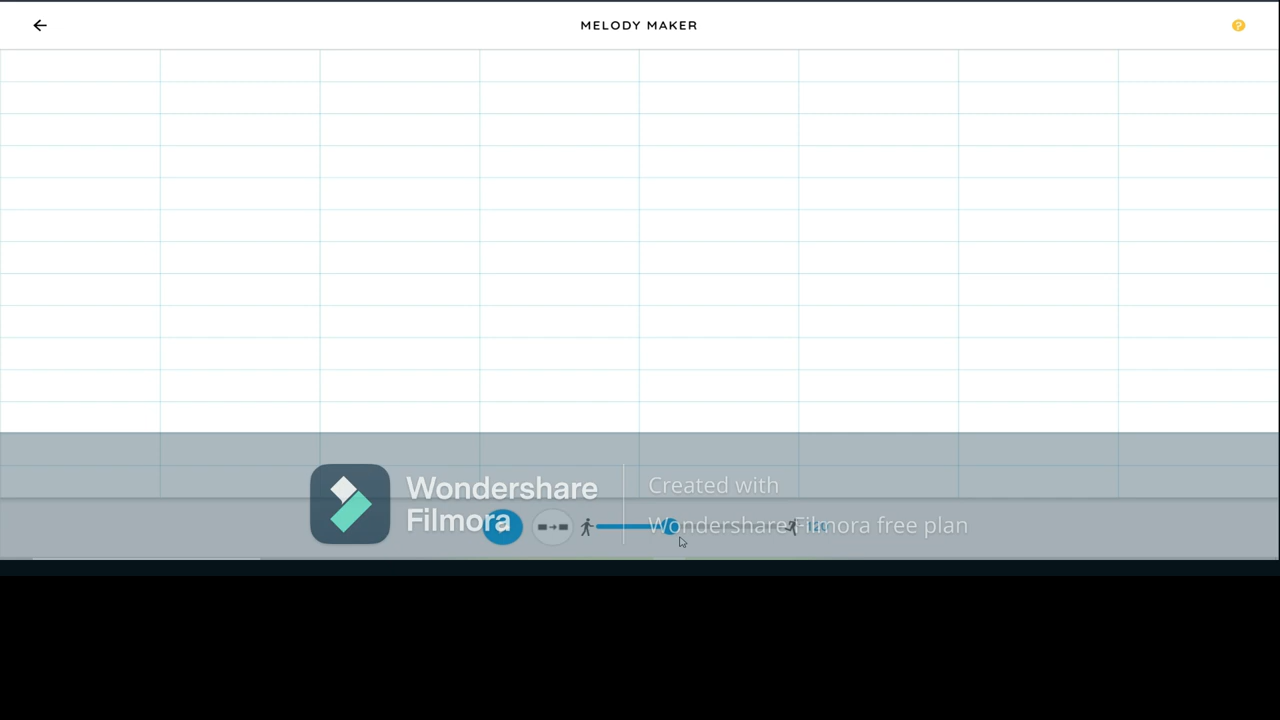 MELODY MAKER
?
Wondershare
Filmora
Created with
Wondershare Filmora free plan